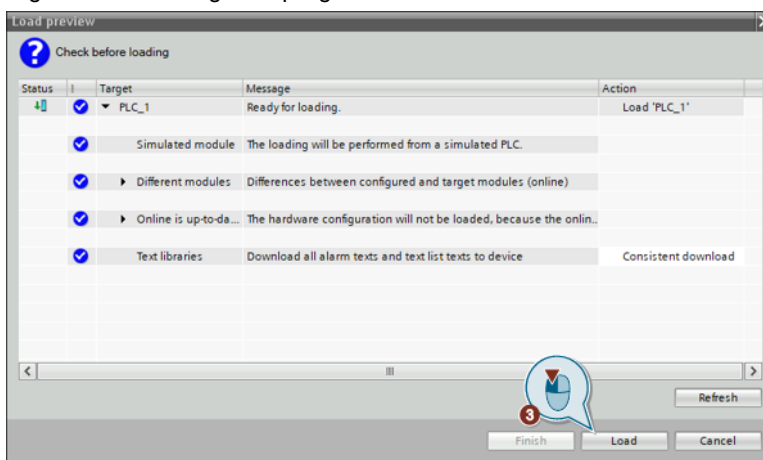 Load preview
Check before loading
Status ! Target Message Action
PLC_1 Ready for loading. Load 'PLC_1'
Simulated module The loading will be performed from a simulated PLC.
Different modules Differences between configured and target modules (online)
Online is up-to-da... The hardware configuration will not be loaded, because the onlin..
Text libraries Download all alarm texts and text list texts to device Consistent download
Refresh
3
Finish Load Cancel